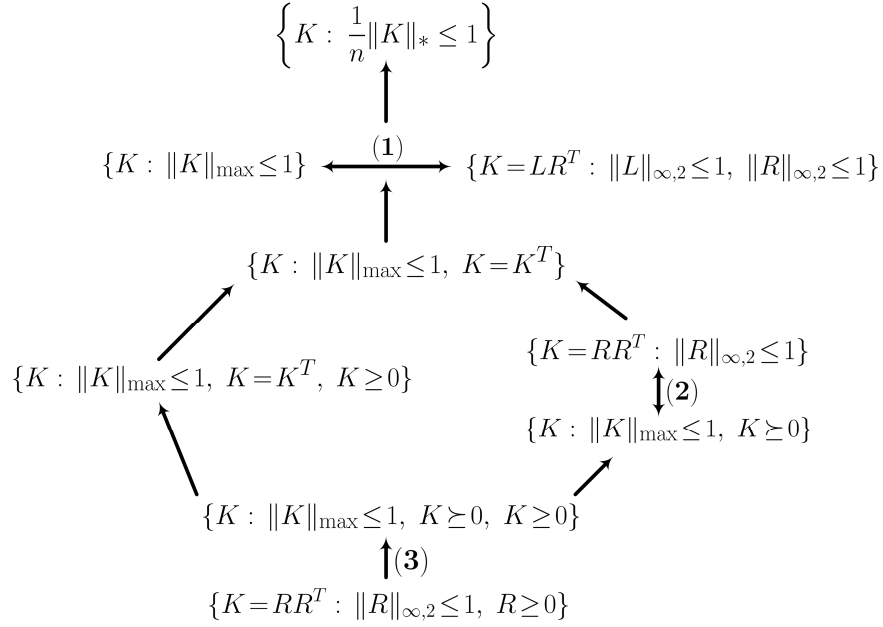 {K : 1/n ‖K‖_* ≤ 1}
(1)
{K : ‖K‖_max ≤ 1}
{K = LR^T : ‖L‖_∞,2 ≤ 1, ‖R‖_∞,2 ≤ 1}
{K : ‖K‖_max ≤ 1, K = K^T}
{K = RR^T : ‖R‖_∞,2 ≤ 1}
{K : ‖K‖_max ≤ 1, K = K^T, K ≥ 0}
(2)
{K : ‖K‖_max ≤ 1, K ⪰ 0}
{K : ‖K‖_max ≤ 1, K ⪰ 0, K ≥ 0}
(3)
{K = RR^T : ‖R‖_∞,2 ≤ 1, R ≥ 0}